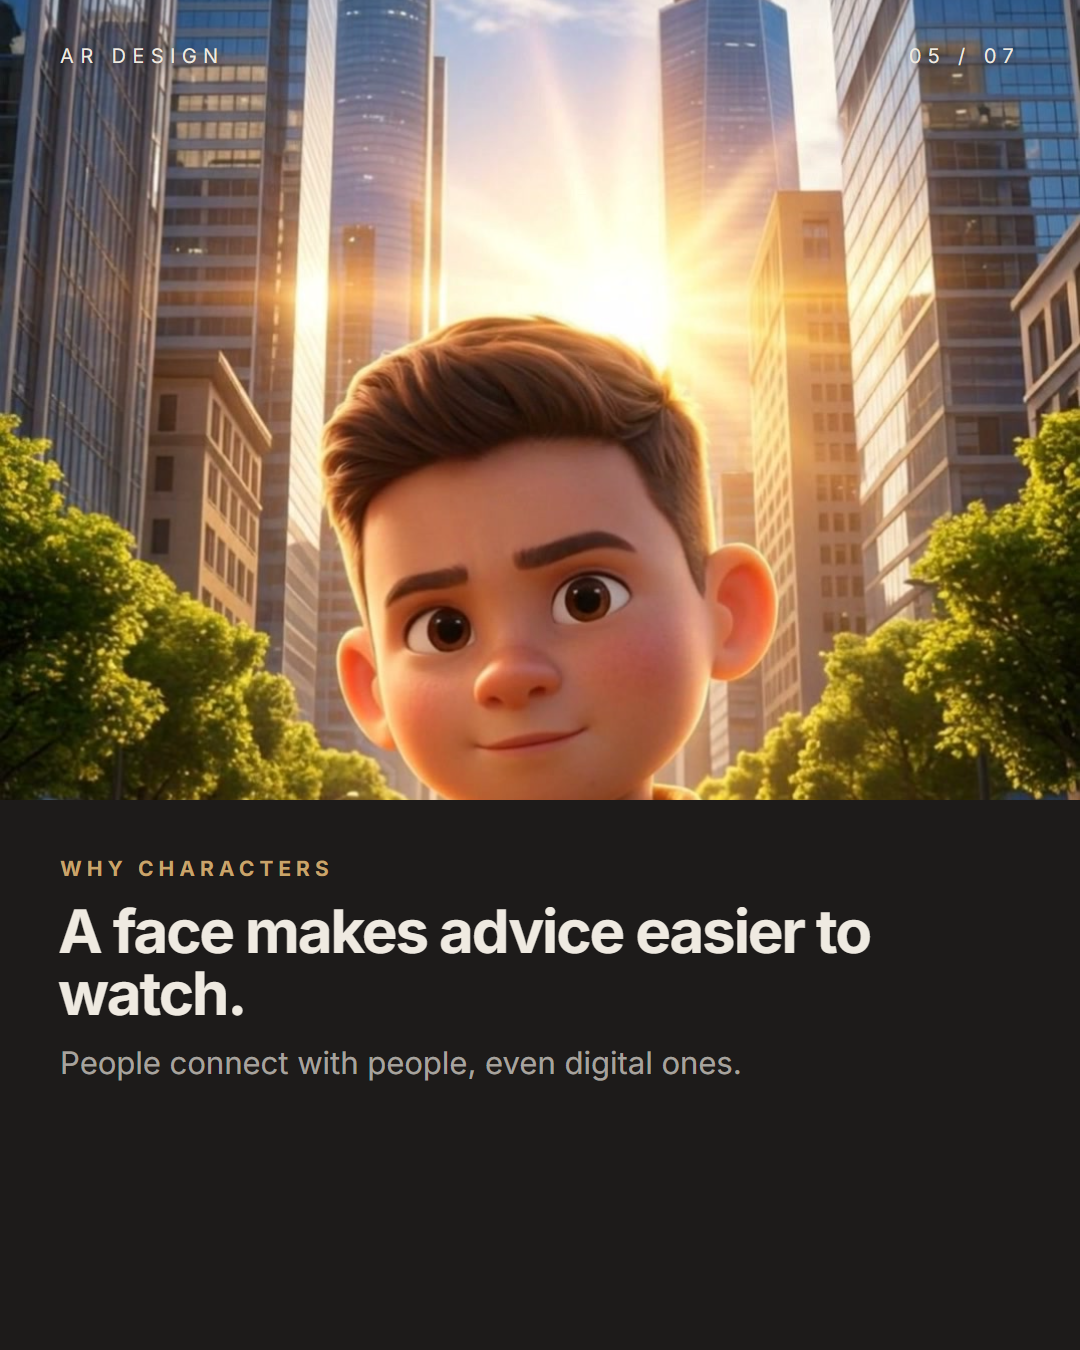 AR DESIGN
05 / 07
WHY CHARACTERS
A face makes advice easier to
watch.
People connect with people, even digital ones.